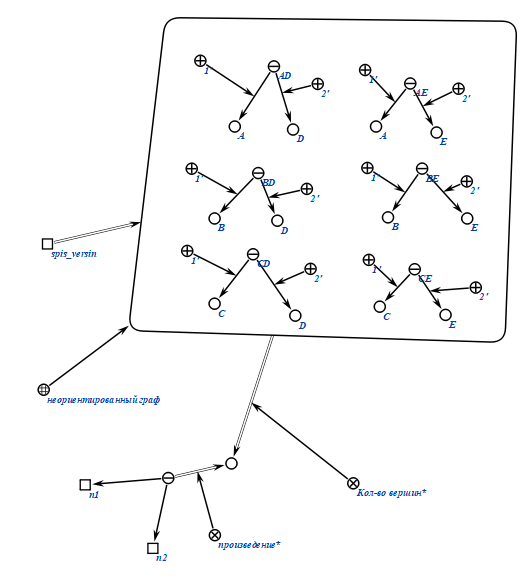 1'
AD
2'
A
D
1'
AE
2'
A
E
1'
BD
2'
B
D
1'
BE
2'
B
E
1'
CD
2'
C
D
1'
CE
2'
C
E
spis_versin
неориентированный граф
n1
n2
произведение*
Кол-во вершин*